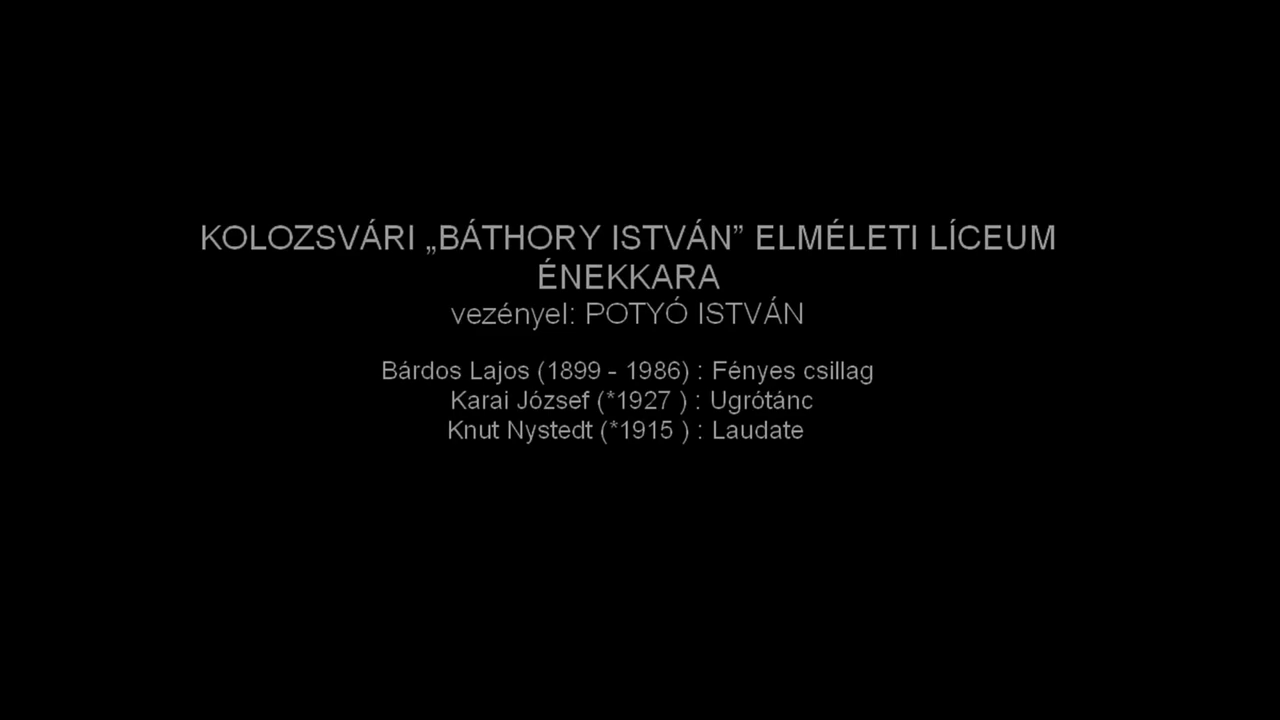 KOLOZSVÁRI „BÁTHORY ISTVÁN” ELMÉLETI LÍCEUM
ÉNEKKARA
vezényel: POTYÓ ISTVÁN
Bárdos Lajos (1899 - 1986) : Fényes csillag
Karai József (*1927 ) : Ugrótánc
Knut Nystedt (*1915 ) : Laudate